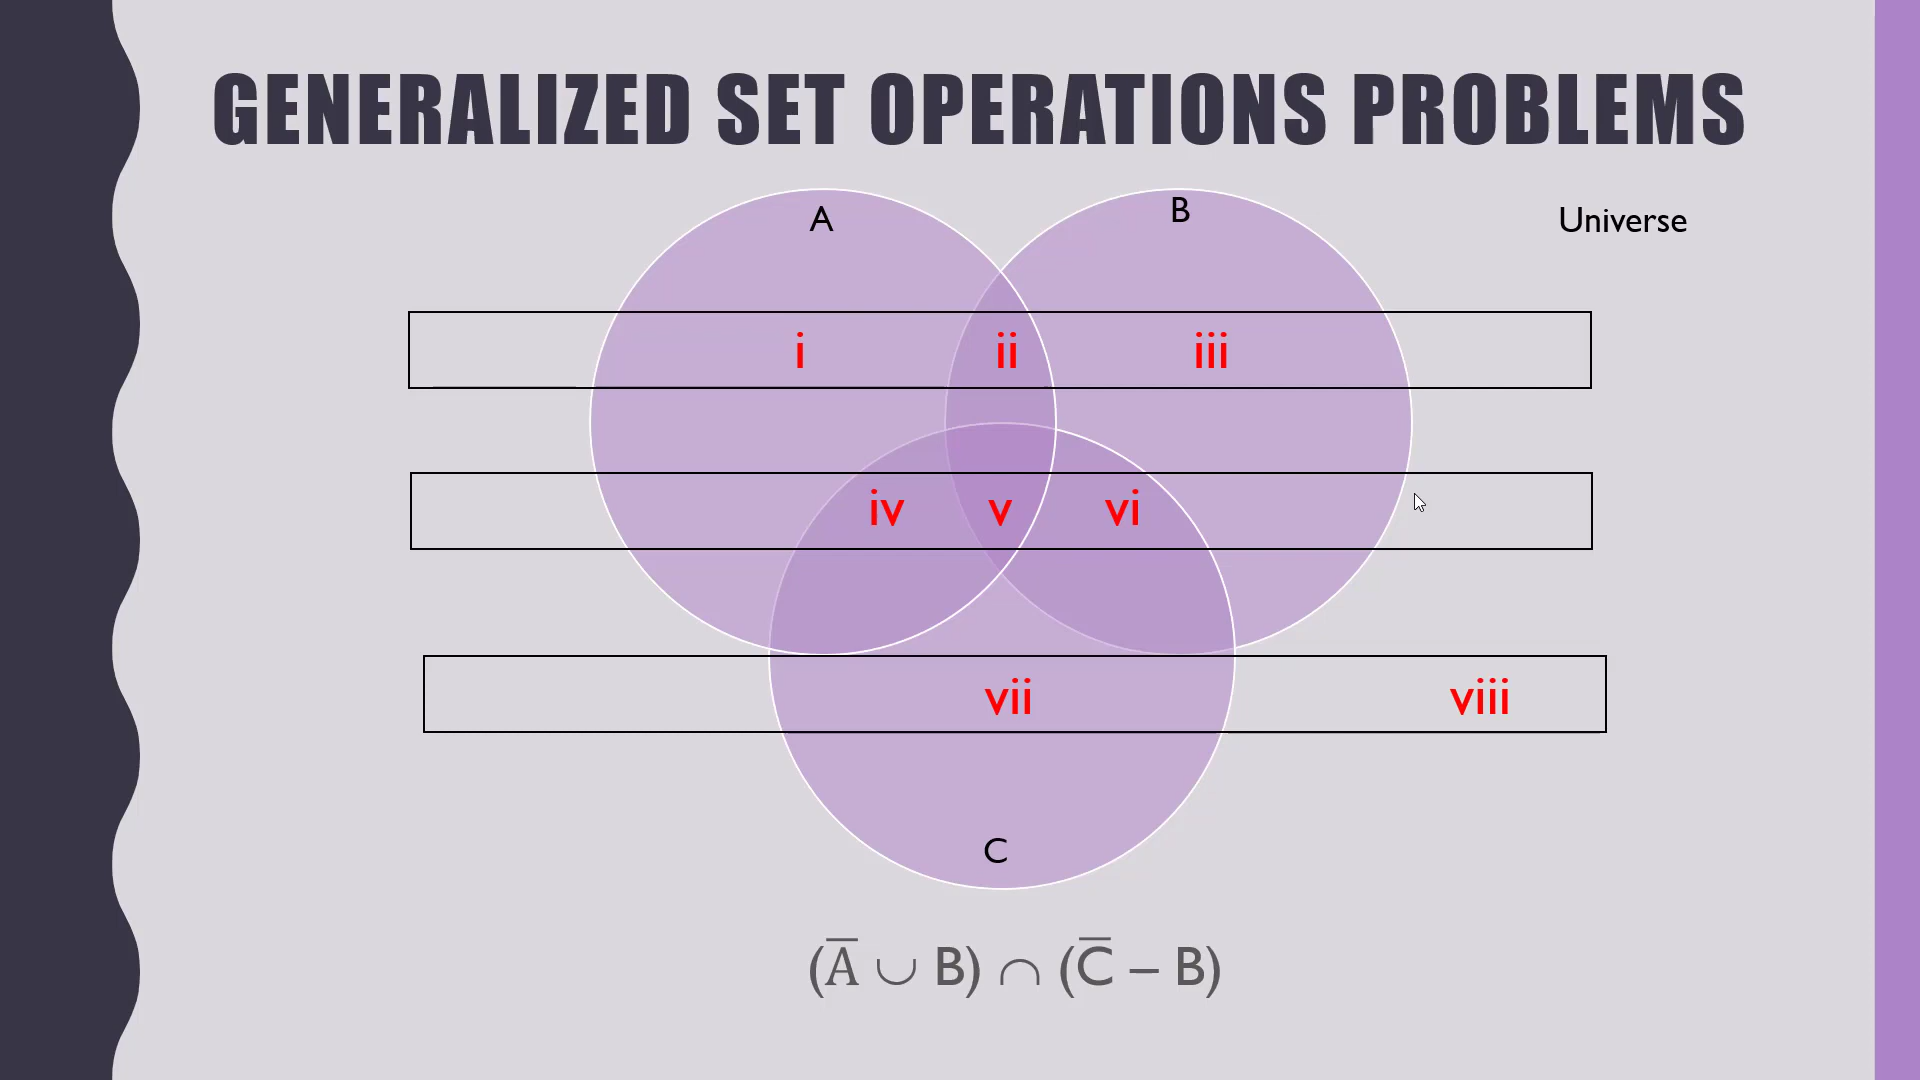 GENERALIZED SET OPERATIONS PROBLEMS
A
B
Universe
i ii iii
iv v vi
vii viii
C
(A̅ ∪ B) ∩ (C̅ – B)